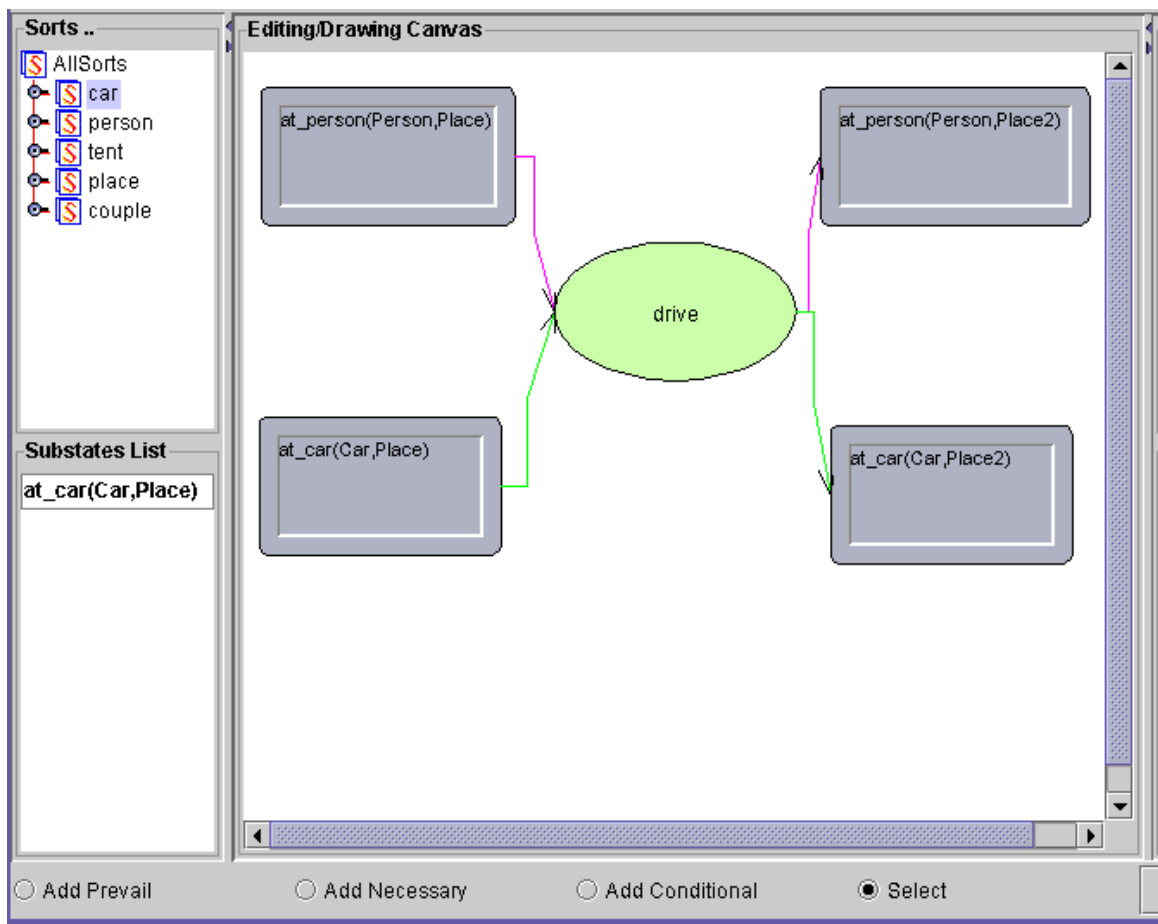 Sorts ..
AllSorts
car
person
tent
place
couple
Substates List
at_car(Car,Place)
Editing/Drawing Canvas
at_person(Person,Place)
at_person(Person,Place2)
drive
at_car(Car,Place)
at_car(Car,Place2)
Add Prevail
Add Necessary
Add Conditional
Select